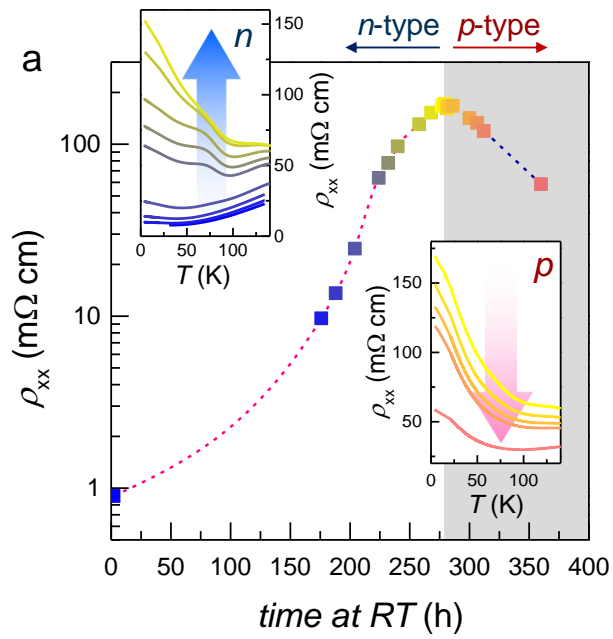 a
n-type p-type
n
150
100
50
0
ρxx (mΩ cm)
0 50 100
T (K)
100
10
1
ρxx (mΩ cm)
p
150
100
50
ρxx (mΩ cm)
0 50 100
T (K)
0 50 100 150 200 250 300 350 400
time at RT (h)